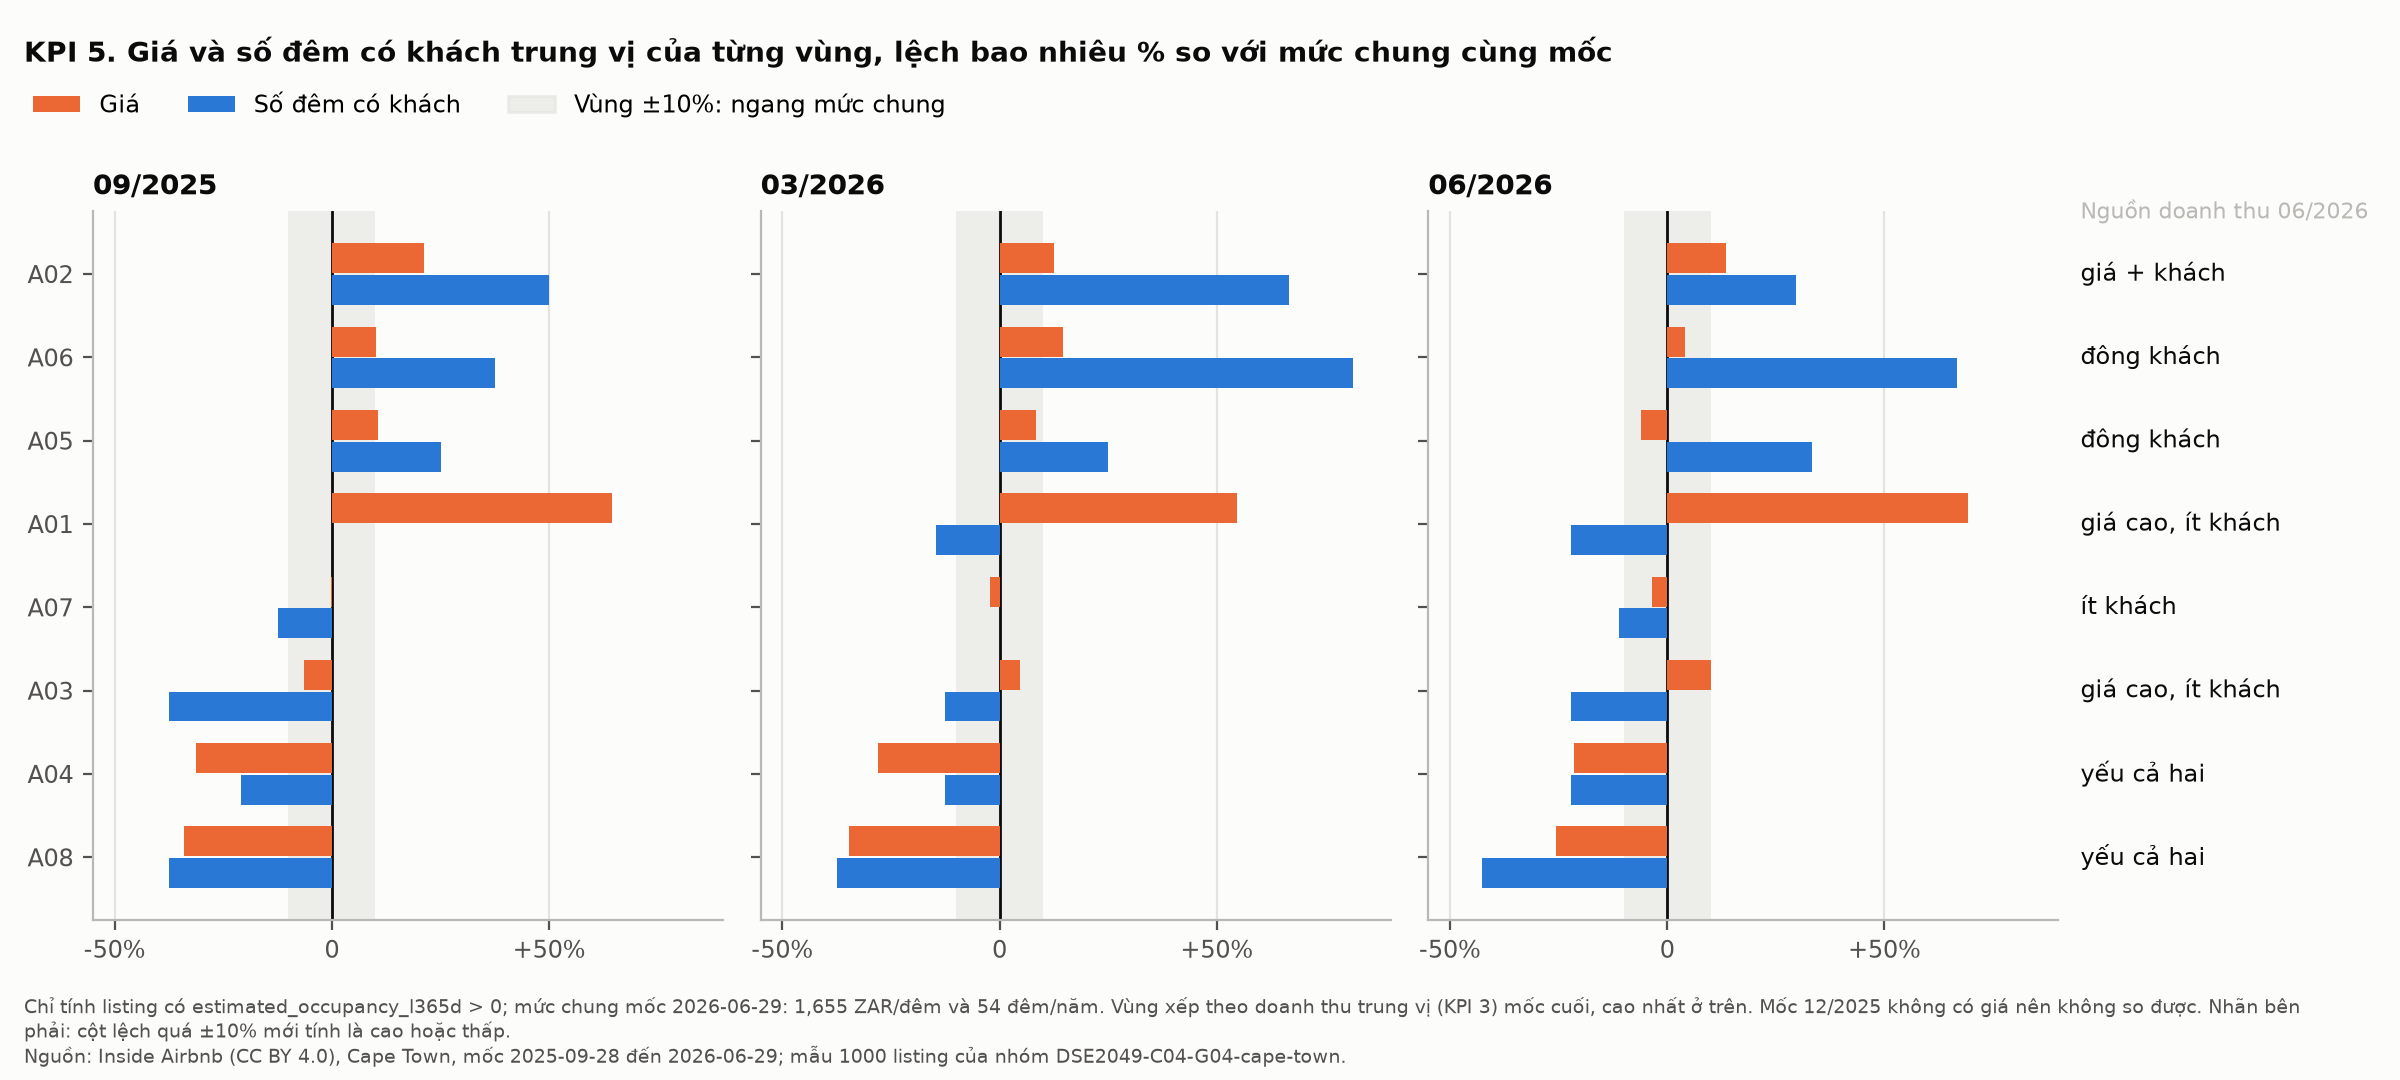 KPI 5. Giá và số đêm có khách trung vị của từng vùng, lệch bao nhiêu % so với mức chung cùng mốc
Giá
Số đêm có khách
Vùng ±10%: ngang mức chung
09/2025
03/2026
06/2026
Nguồn doanh thu 06/2026
A02
giá + khách
A06
đông khách
A05
đông khách
A01
giá cao, ít khách
A07
ít khách
A03
giá cao, ít khách
A04
yếu cả hai
A08
yếu cả hai
-50%
0
+50%
-50%
0
+50%
-50%
0
+50%
Chỉ tính listing có estimated_occupancy_l365d > 0; mức chung mốc 2026-06-29: 1,655 ZAR/đêm và 54 đêm/năm. Vùng xếp theo doanh thu trung vị (KPI 3) mốc cuối, cao nhất ở trên. Mốc 12/2025 không có giá nên không so được. Nhãn bên
phải: cột lệch quá ±10% mới tính là cao hoặc thấp.
Nguồn: Inside Airbnb (CC BY 4.0), Cape Town, mốc 2025-09-28 đến 2026-06-29; mẫu 1000 listing của nhóm DSE2049-C04-G04-cape-town.